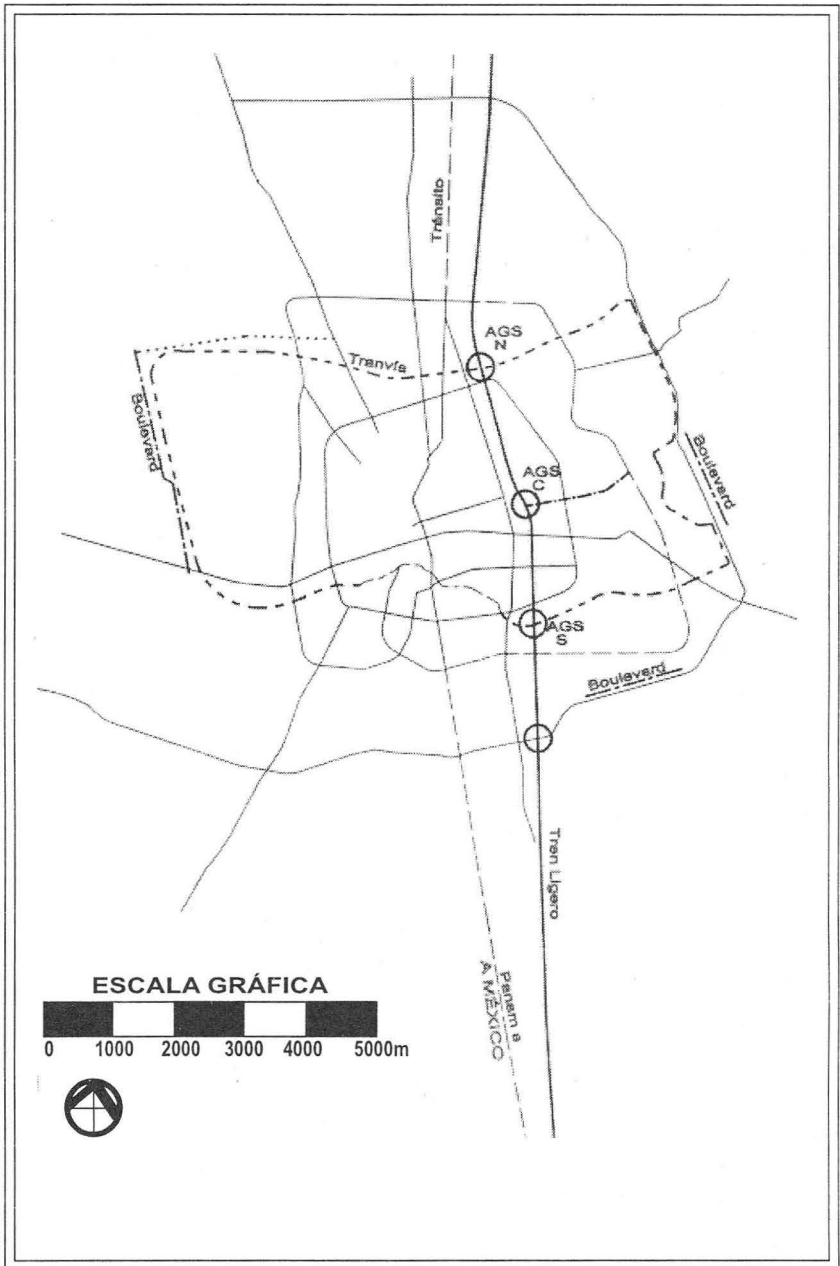 Tránsito
AGS
N
Tranvía
Boulevard
AGS
C
Boulevard
AGS
S
Boulevard
Tren Ligero
Panam a
A MÉXICO
ESCALA GRÁFICA
0 1000 2000 3000 4000 5000m